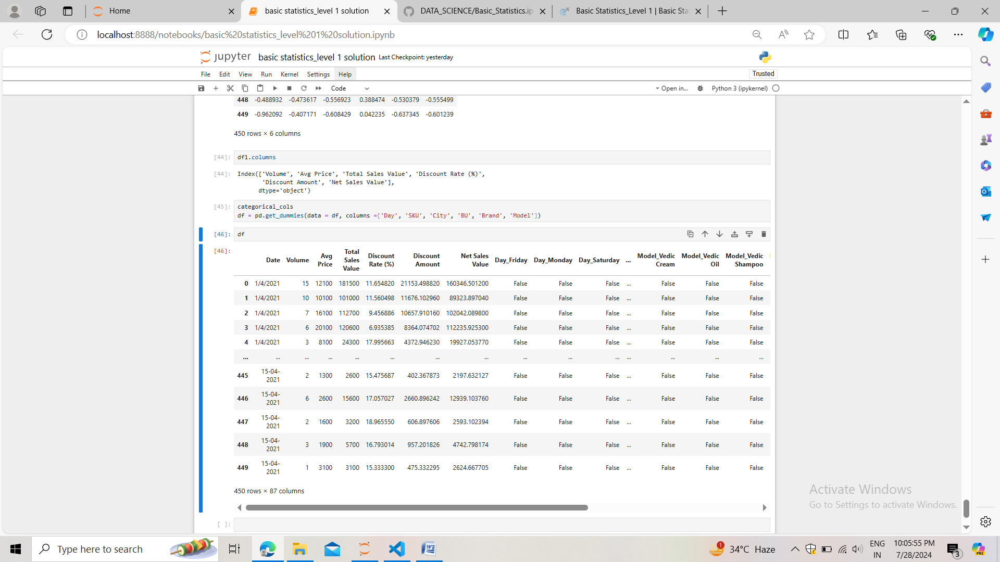 Home
basic statistics_level 1 solution
DATA_SCIENCE/Basic_Statistics.ip
Basic Statistics_Level 1 | Basic Sta
localhost:8888/notebooks/basic%20statistics_level%201%20solution.ipynb
jupyter basic statistics_level 1 solution Last Checkpoint: yesterday
File Edit View Run Kernel Settings Help Trusted
Code Open in... Python 3 (ipykernel)
448 -0.488932 -0.473617 -0.556923 0.388474 -0.530379 -0.555499
449 -0.962092 -0.407171 -0.608429 0.042235 -0.637345 -0.601239
450 rows × 6 columns
[44]: df1.columns
[44]: Index(['Volume', 'Avg Price', 'Total Sales Value', 'Discount Rate (%)',
'Discount Amount', 'Net Sales Value'],
dtype='object')
[45]: categorical_cols
df = pd.get_dummies(data = df, columns =['Day', 'SKU', 'City', 'BU', 'Brand', 'Model'])
[46]: df
[46]:
Date Volume Avg Price Total Sales Value Discount Rate (%) Discount Amount Net Sales Value Day_Friday Day_Monday Day_Saturday ... Model_Vedic Cream Model_Vedic Oil Model_Vedic Shampoo
0 1/4/2021 15 12100 181500 11.654820 21153.498820 160346.501200 False False False ... False False False
1 1/4/2021 10 10100 101000 11.560498 11676.102960 89323.897040 False False False ... False False False
2 1/4/2021 7 16100 112700 9.456886 10657.910160 102042.089800 False False False ... False False False
3 1/4/2021 6 20100 120600 6.935385 8364.074702 112235.925300 False False False ... False False False
4 1/4/2021 3 8100 24300 17.995663 4372.946230 19927.053770 False False False ... False False False
... ... ... ... ... ... ... ... ... ... ... ... ... ... ...
445 15-04-2021 2 1300 2600 15.475687 402.367873 2197.632127 False False False ... False False False
446 15-04-2021 6 2600 15600 17.057027 2660.896242 12939.103760 False False False ... False False False
447 15-04-2021 2 1600 3200 18.965550 606.897606 2593.102394 False False False ... False False False
448 15-04-2021 3 1900 5700 16.793014 957.201826 4742.798174 False False False ... False False False
449 15-04-2021 1 3100 3100 15.333300 475.332295 2624.667705 False False False ... False False False
450 rows × 87 columns
[ ]:
Activate Windows
Go to Settings to activate Windows.
Type here to search
1
34°C Haze
ENG
IN
10:05:55 PM
7/28/2024
3
PRE